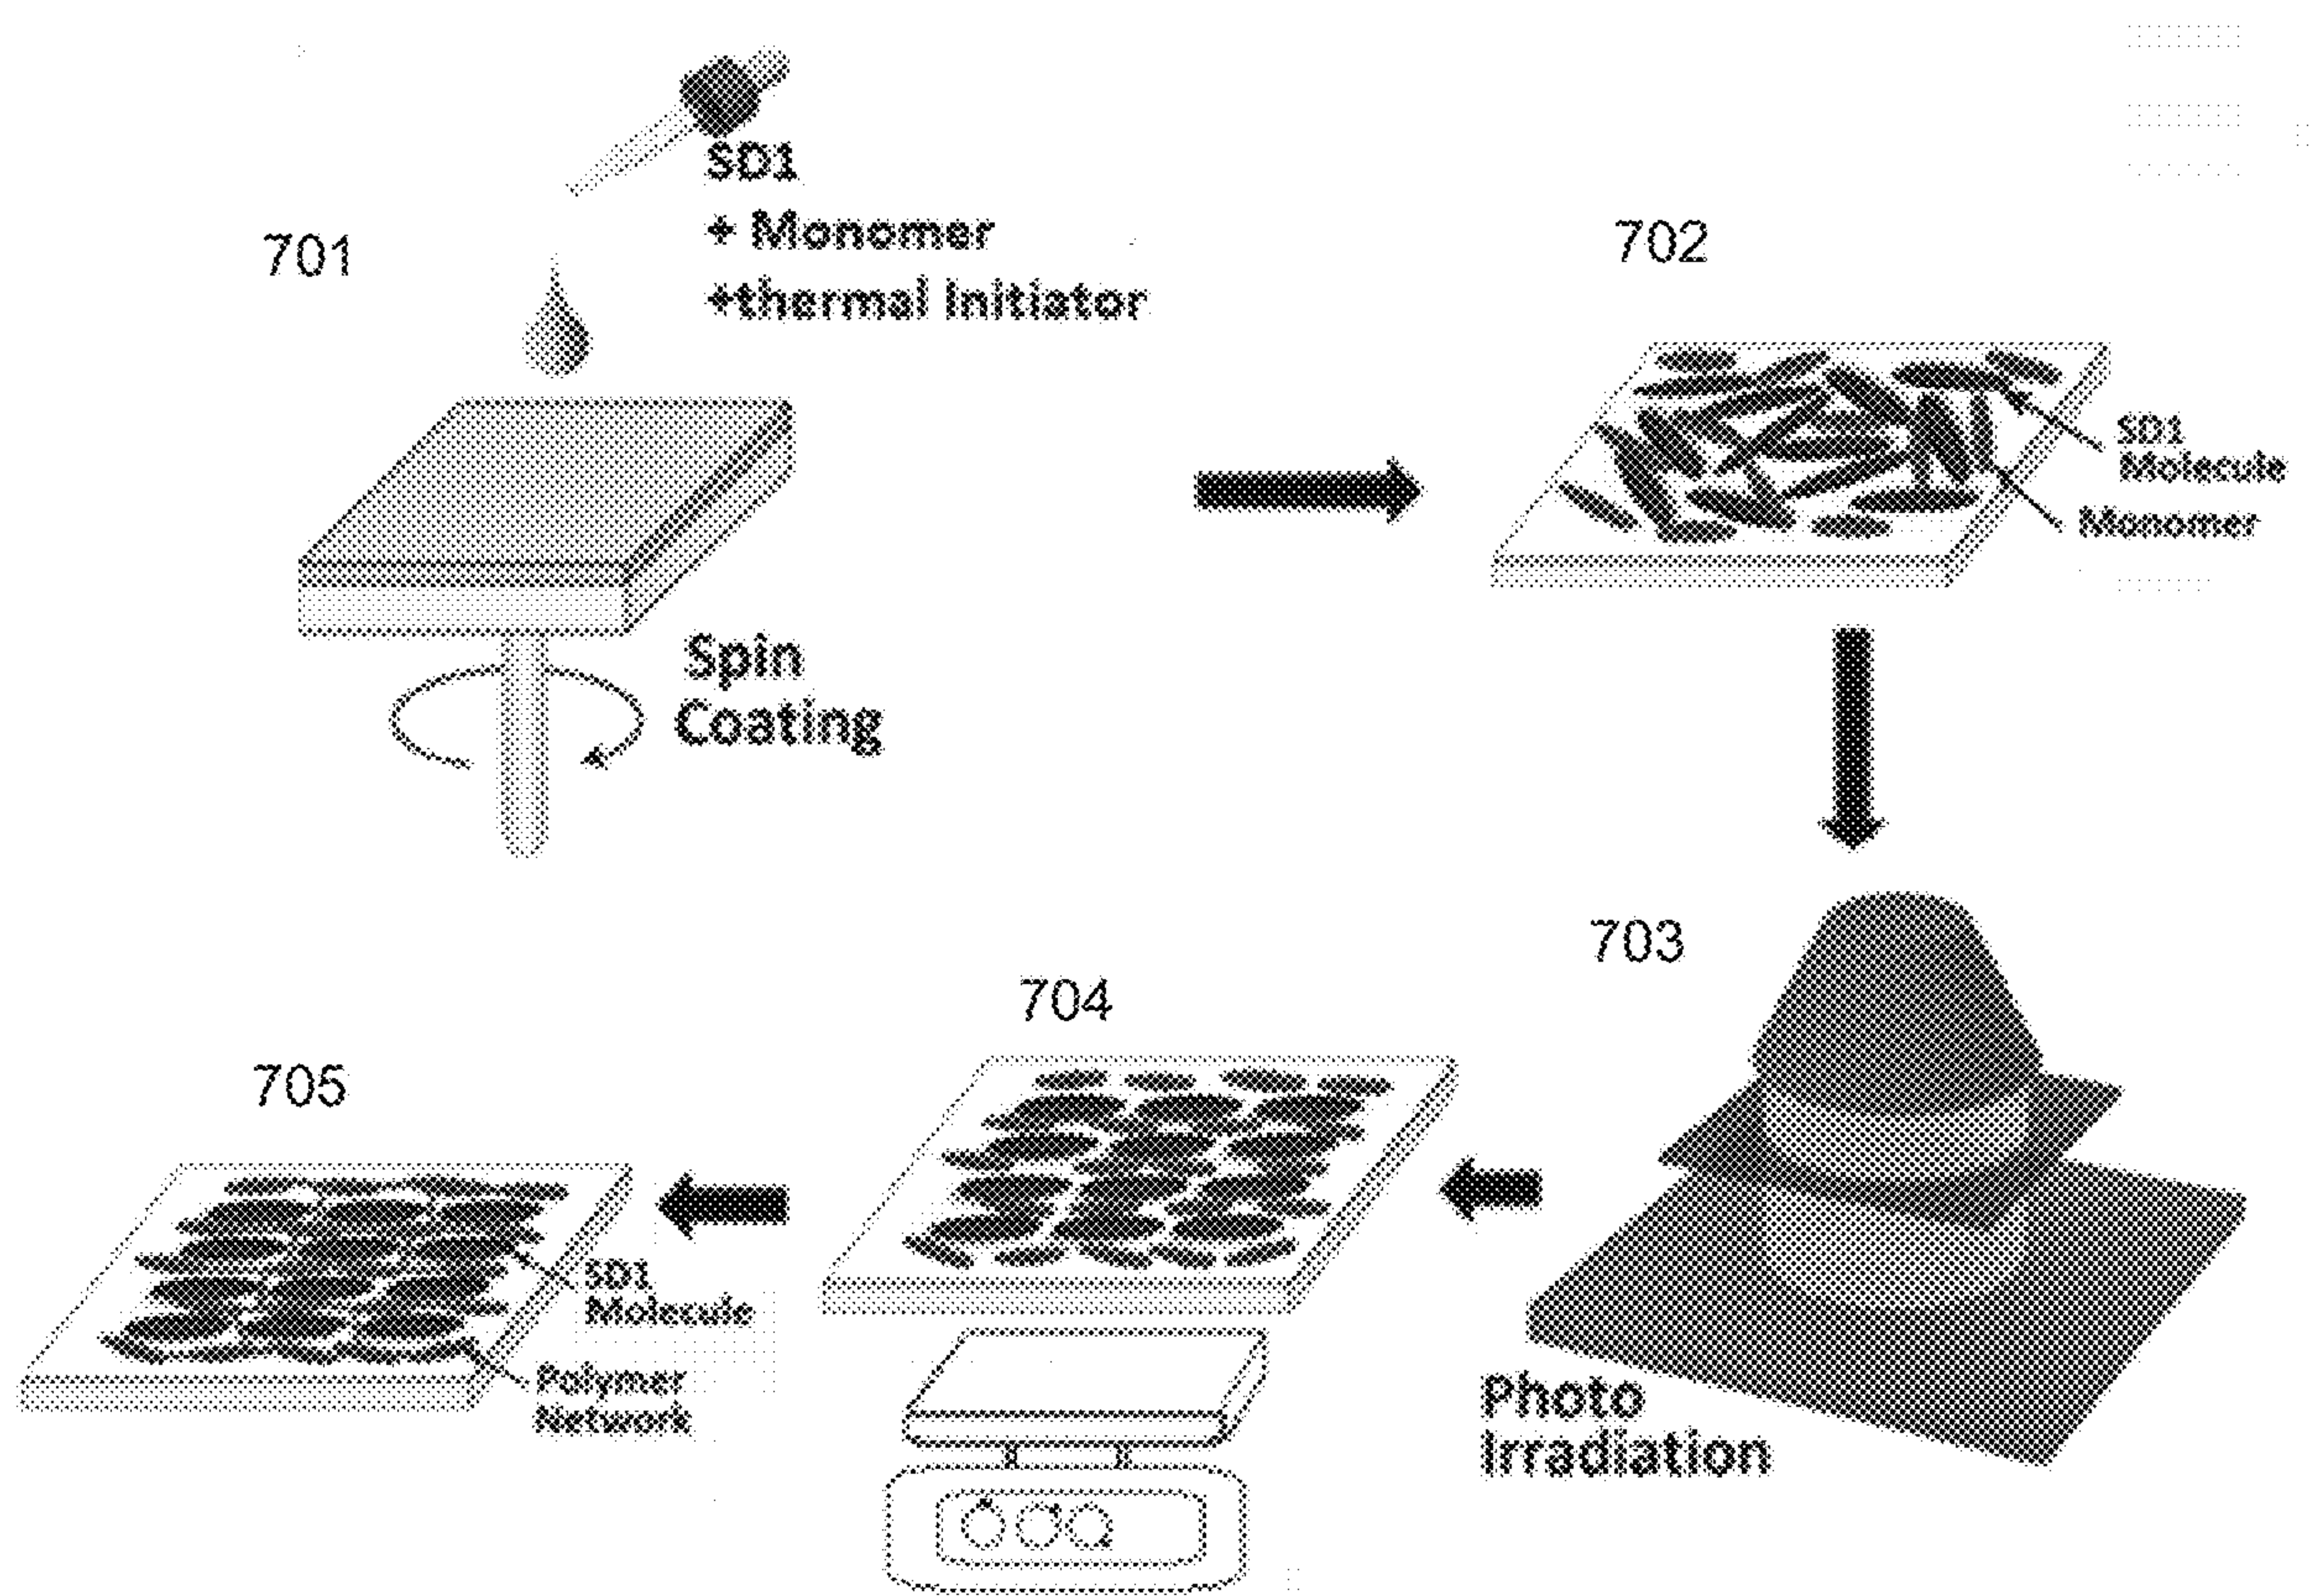 701
SD1
+ Monomer
+thermal Initiator
Spin
Coating
702
SD1
Molecule
Monomer
703
Photo
Irradiation
704
705
SD1
Molecule
Polymer
Network